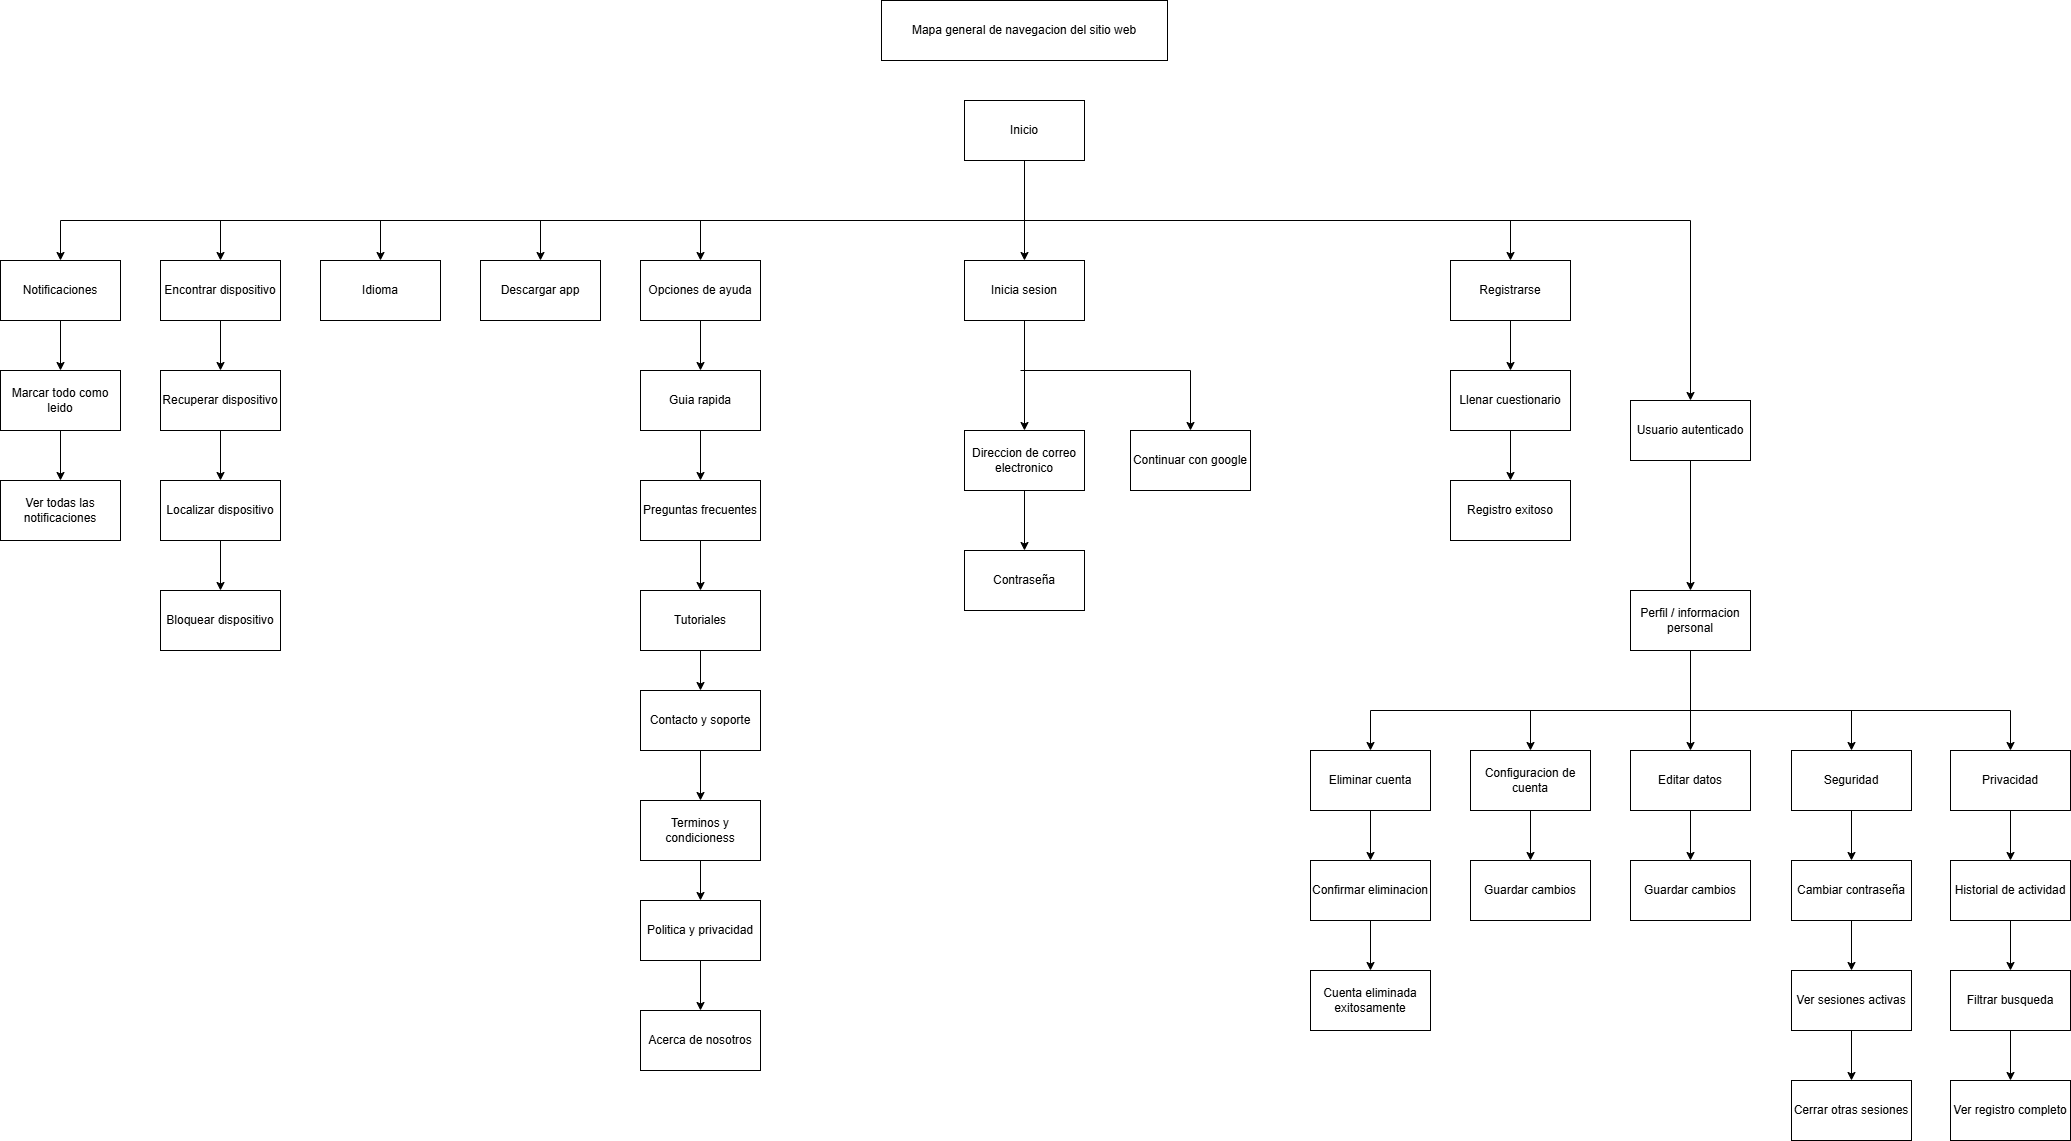 Mapa general de navegacion del sitio web
Inicio
Notificaciones
Encontrar dispositivo
Idioma
Descargar app
Opciones de ayuda
Inicia sesion
Registrarse
Marcar todo como
leido
Recuperar dispositivo
Guia rapida
Llenar cuestionario
Usuario autenticado
Direccion de correo
electronico
Continuar con google
Ver todas las
notificaciones
Localizar dispositivo
Preguntas frecuentes
Registro exitoso
Contraseña
Bloquear dispositivo
Tutoriales
Perfil / informacion
personal
Contacto y soporte
Eliminar cuenta
Configuracion de
cuenta
Editar datos
Seguridad
Privacidad
Terminos y
condicioness
Confirmar eliminacion
Guardar cambios
Guardar cambios
Cambiar contraseña
Historial de actividad
Politica y privacidad
Cuenta eliminada
exitosamente
Ver sesiones activas
Filtrar busqueda
Acerca de nosotros
Cerrar otras sesiones
Ver registro completo